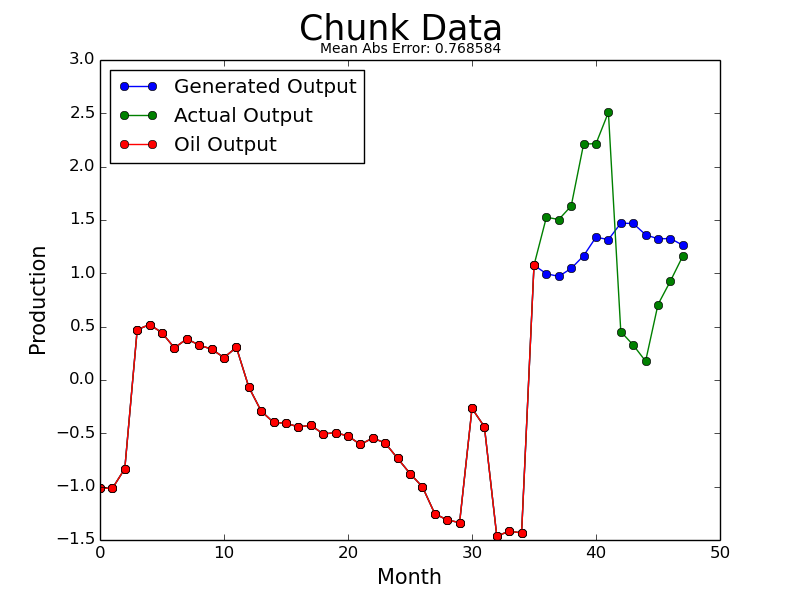 Chunk Data
Mean Abs Error: 0.768584
3.0
2.5
2.0
1.5
1.0
0.5
0.0
−0.5
−1.0
−1.5
Generated Output
Actual Output
Oil Output
Production
0 10 20 30 40 50
Month